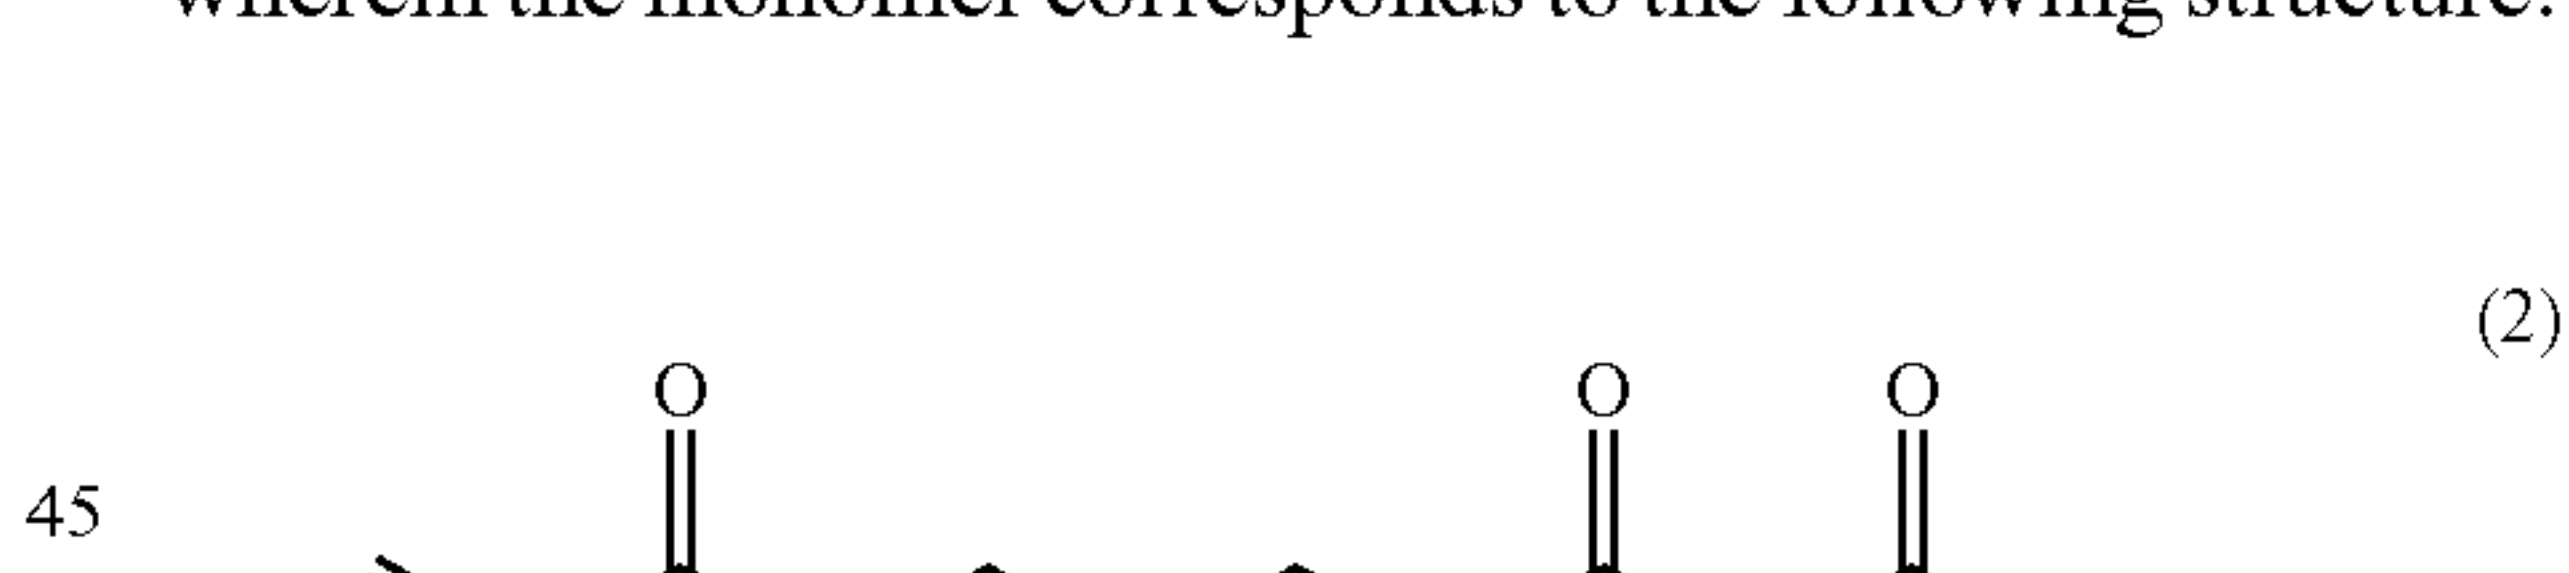 wherein the monomer corresponds to the following structure:
(2)
O O O
45